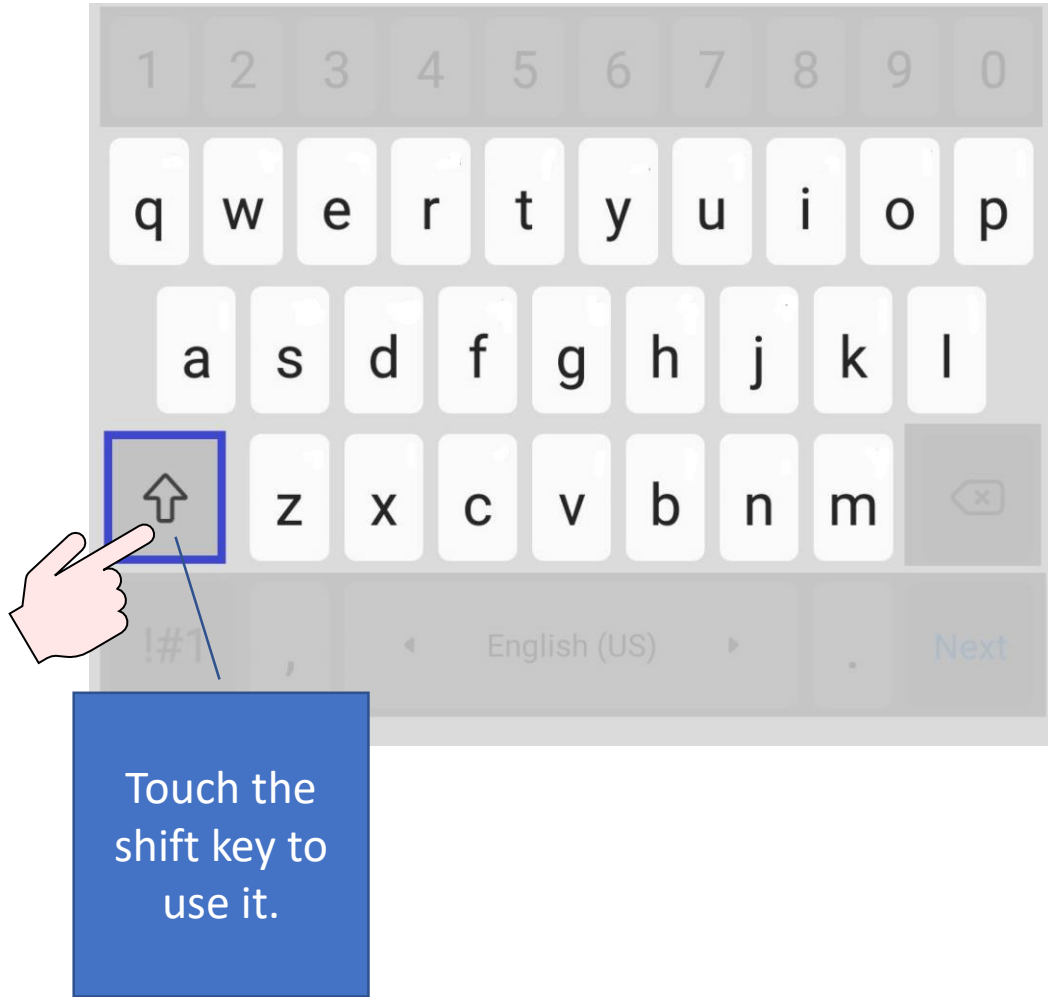 1 2 3 4 5 6 7 8 9 0
q w e r t y u i o p
a s d f g h j k l
z x c v b n m
!#1 , English (US) . Next
Touch the
shift key to
use it.